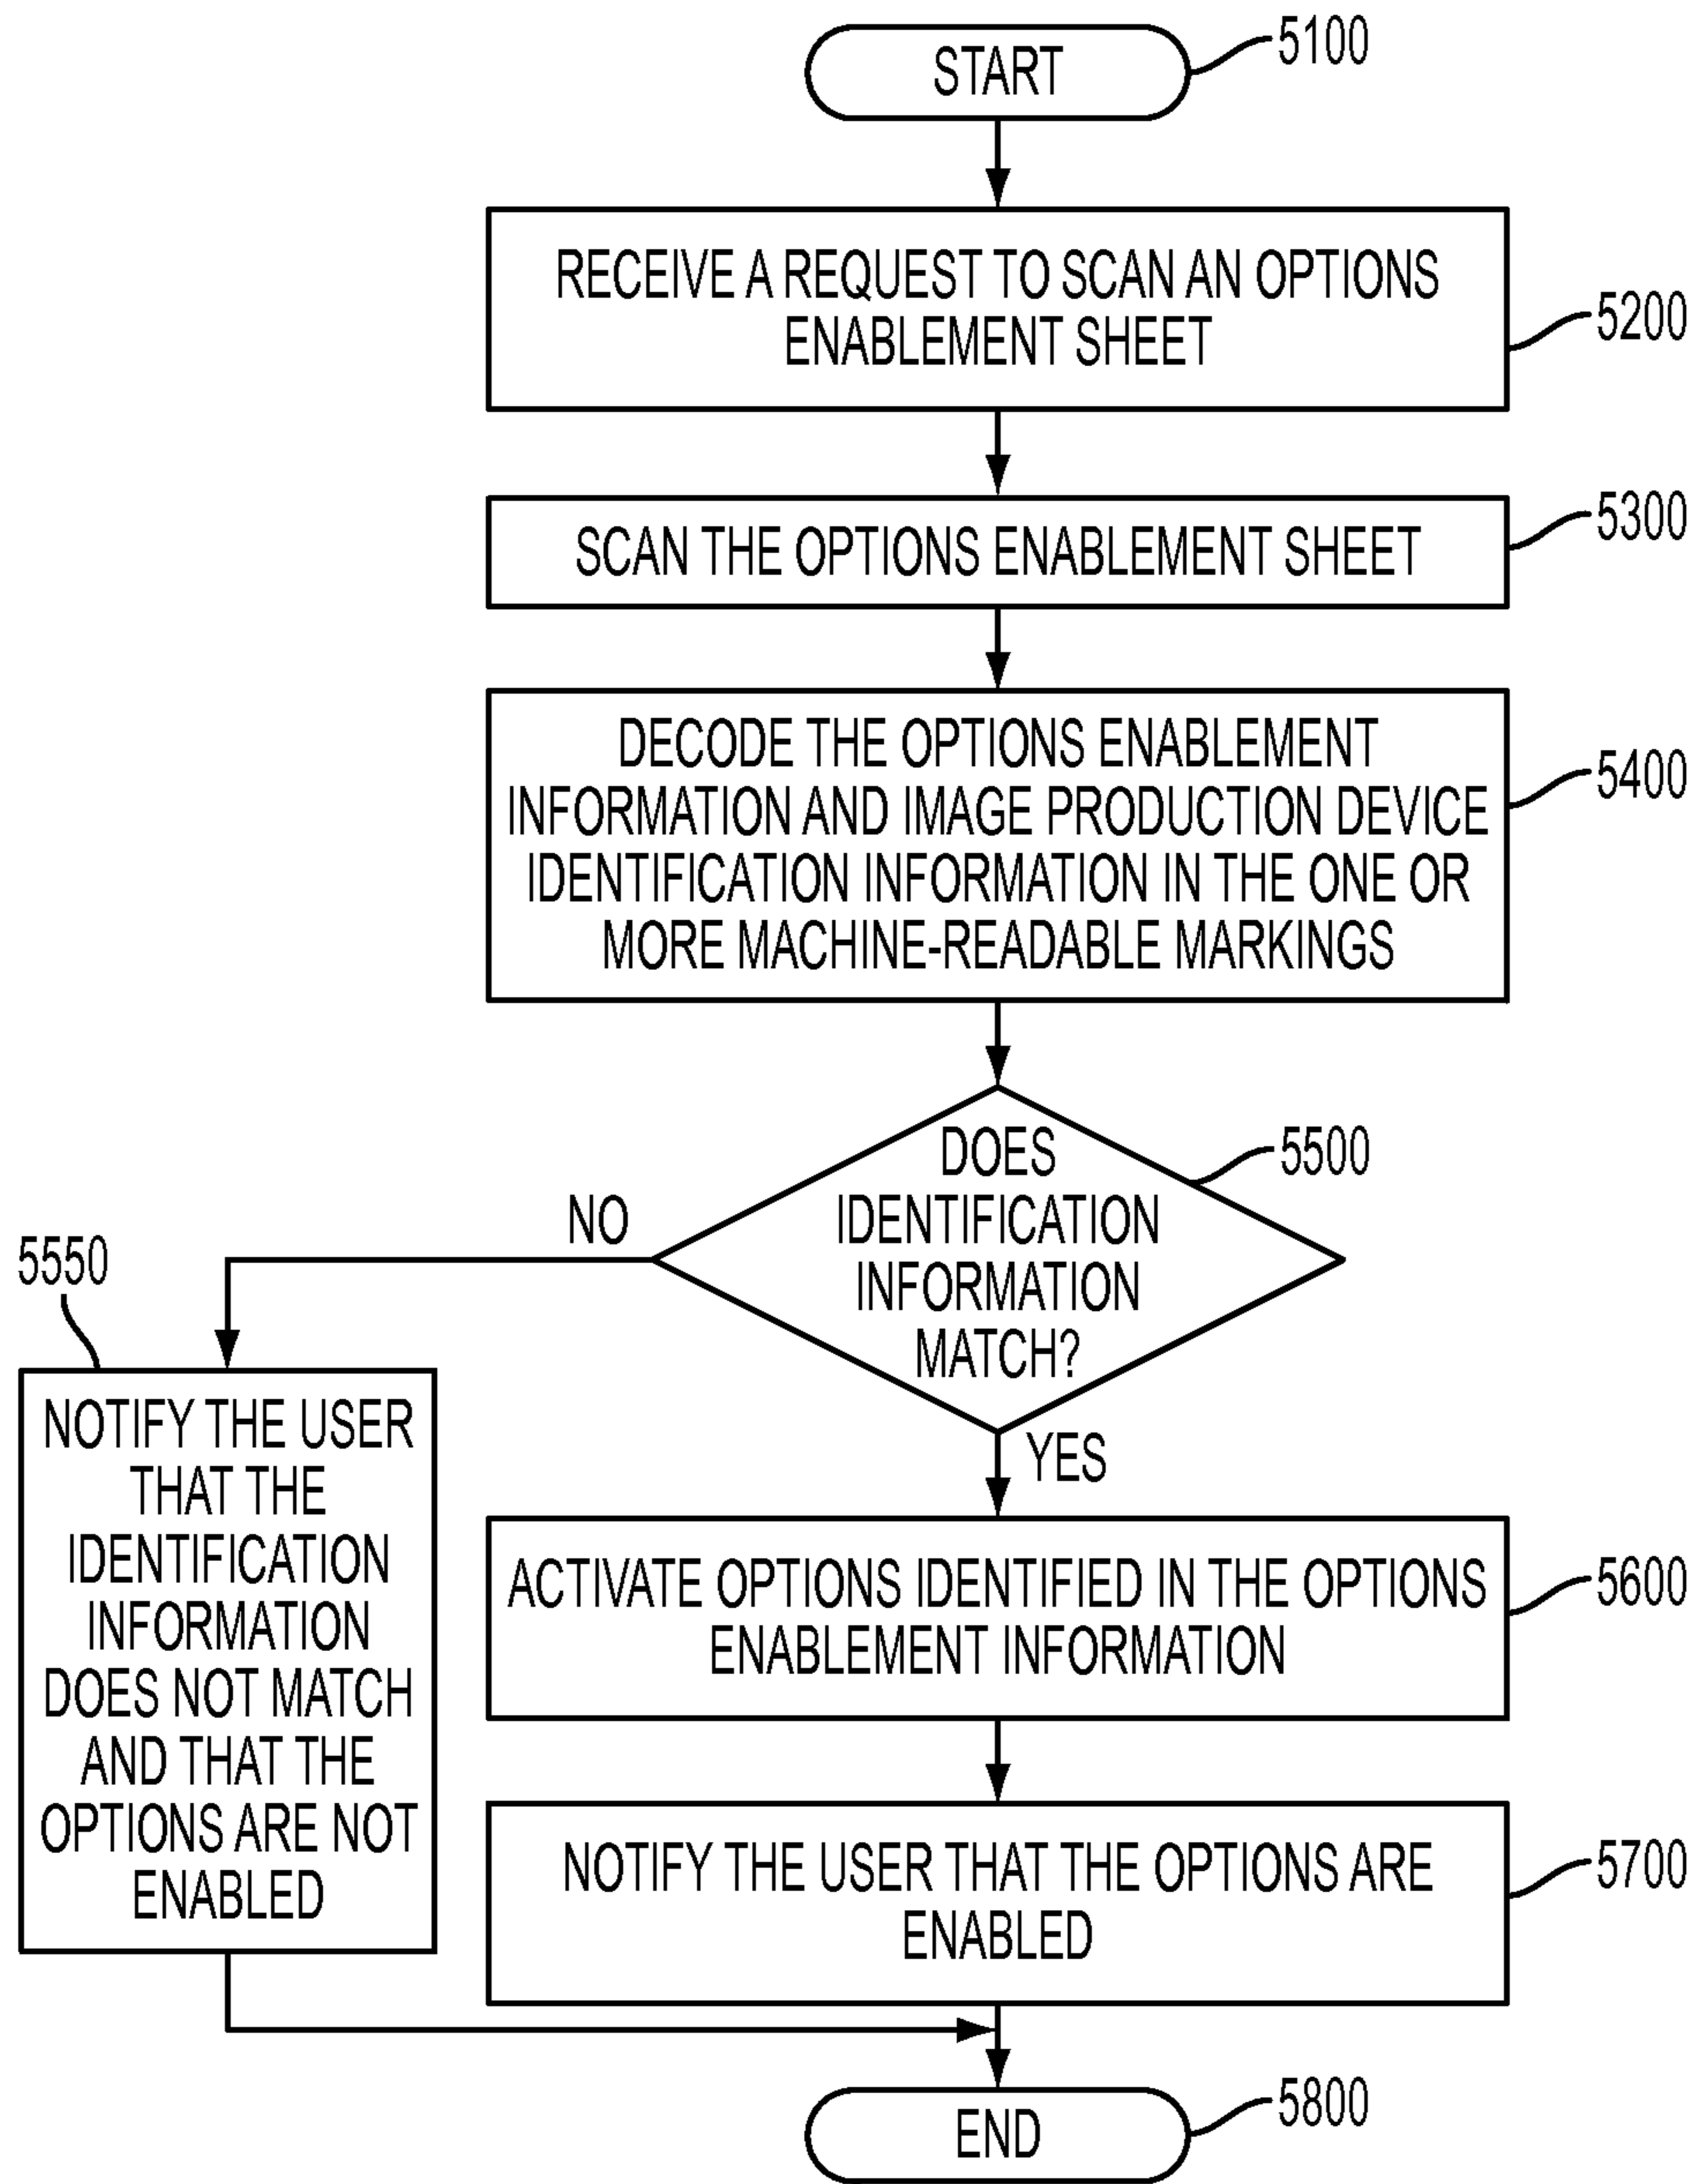 START
5100
RECEIVE A REQUEST TO SCAN AN OPTIONS
ENABLEMENT SHEET
5200
SCAN THE OPTIONS ENABLEMENT SHEET
5300
DECODE THE OPTIONS ENABLEMENT
INFORMATION AND IMAGE PRODUCTION DEVICE
IDENTIFICATION INFORMATION IN THE ONE OR
MORE MACHINE-READABLE MARKINGS
5400
DOES
IDENTIFICATION
INFORMATION
MATCH?
5500
NO
5550
NOTIFY THE USER
THAT THE
IDENTIFICATION
INFORMATION
DOES NOT MATCH
AND THAT THE
OPTIONS ARE NOT
ENABLED
YES
ACTIVATE OPTIONS IDENTIFIED IN THE OPTIONS
ENABLEMENT INFORMATION
5600
NOTIFY THE USER THAT THE OPTIONS ARE
ENABLED
5700
END
5800